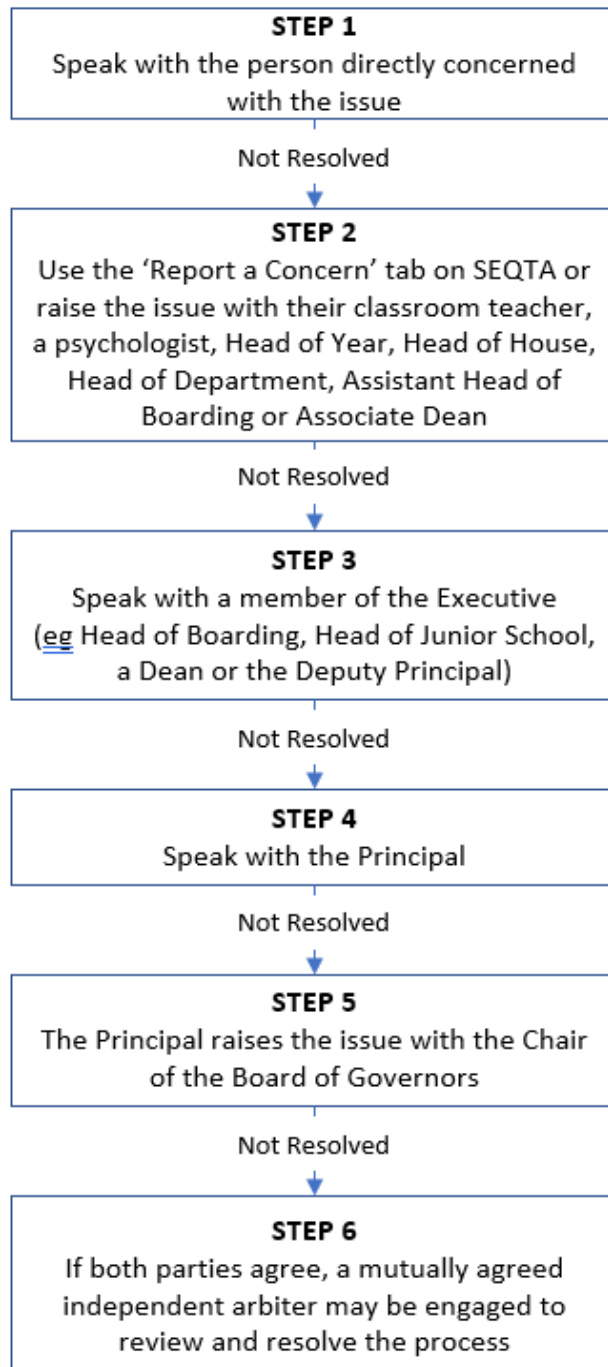 STEP 1
Speak with the person directly concerned
with the issue
Not Resolved
STEP 2
Use the ‘Report a Concern’ tab on SEQTA or
raise the issue with their classroom teacher,
a psychologist, Head of Year, Head of House,
Head of Department, Assistant Head of
Boarding or Associate Dean
Not Resolved
STEP 3
Speak with a member of the Executive
(eg Head of Boarding, Head of Junior School,
a Dean or the Deputy Principal)
Not Resolved
STEP 4
Speak with the Principal
Not Resolved
STEP 5
The Principal raises the issue with the Chair
of the Board of Governors
Not Resolved
STEP 6
If both parties agree, a mutually agreed
independent arbiter may be engaged to
review and resolve the process